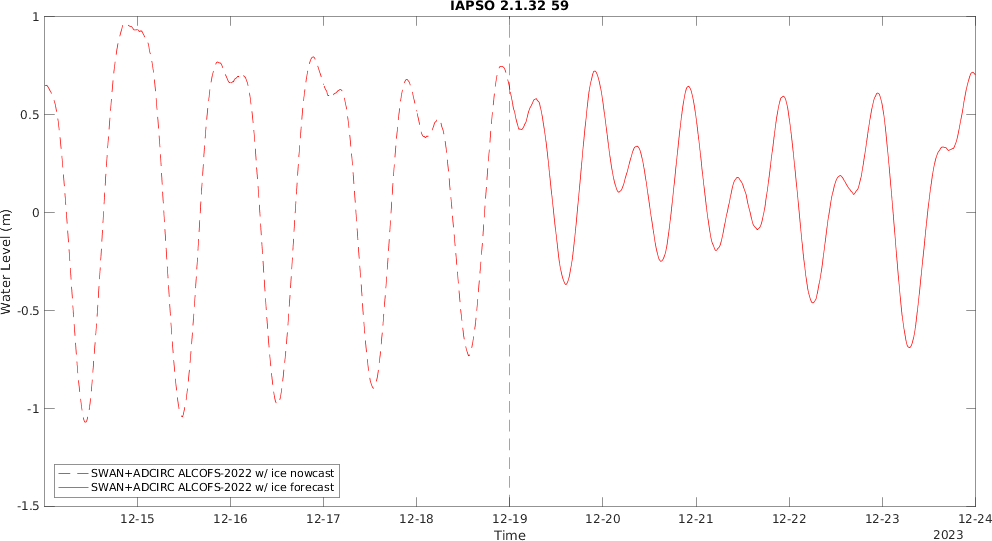 IAPSO 2.1.32 59
1
0.5
0
-0.5
-1
-1.5
Water Level (m)
SWAN+ADCIRC ALCOFS-2022 w/ ice nowcast
SWAN+ADCIRC ALCOFS-2022 w/ ice forecast
12-15 12-16 12-17 12-18 12-19 12-20 12-21 12-22 12-23 12-24
Time
2023